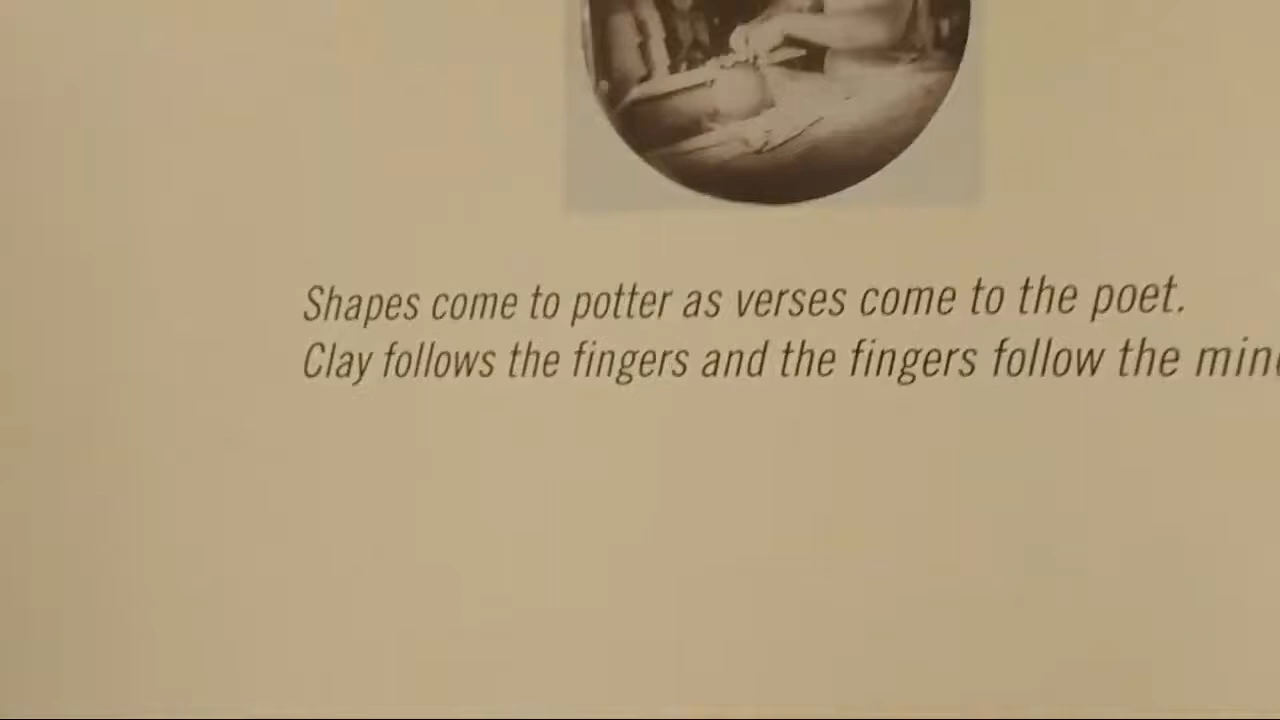 Shapes come to potter as verses come to the poet.
Clay follows the fingers and the fingers follow the